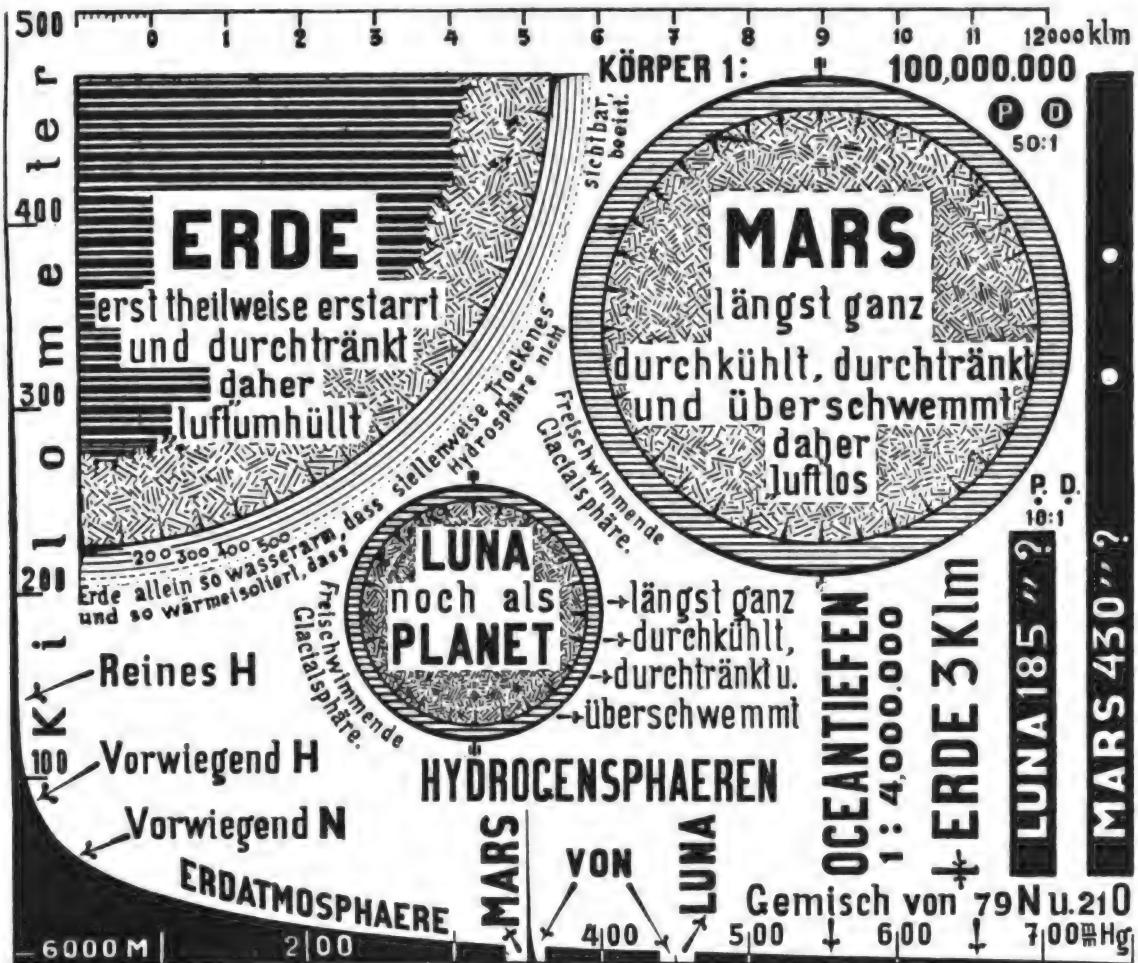 500
0 1 2 3 4 5 6 7 8 9 10 11 12000 klm
KÖRPER 1: 100,000.000
P D
50:1
Kilometer
400
300
200
100
ERDE
erst theilweise erstarrt
und durchtränkt
daher
„luftumhüllt”
sichtbar,
beeist.
200 300 400 500
Erde allein so wasserarm, dass stellenweise „Trockenes”
und so wärmeisoliert, dass Hydrosphäre nicht
MARS
längst ganz
durchkühlt, durchtränkt
und überschwemmt
daher
„luftlos
Freischwimmende
Glacialsphäre.
P. D.
10:1
LUNA
noch als
PLANET
Freischwimmende
Glacialsphäre.
längst ganz
durchkühlt,
durchtränkt u.
überschwemmt
OCEANTIEFEN
1: 4,000.000
ERDE 3 Klm
LUNA 185 " ?
MARS 430 " ?
Reines H
Vorwiegend H
Vorwiegend N
ERDATMOSPHAERE
HYDROGENSPHAEREN
VON
MARS
LUNA
Gemisch von 79 N u. 21 O
6000 M 200 400 500 600 700 mm Hg